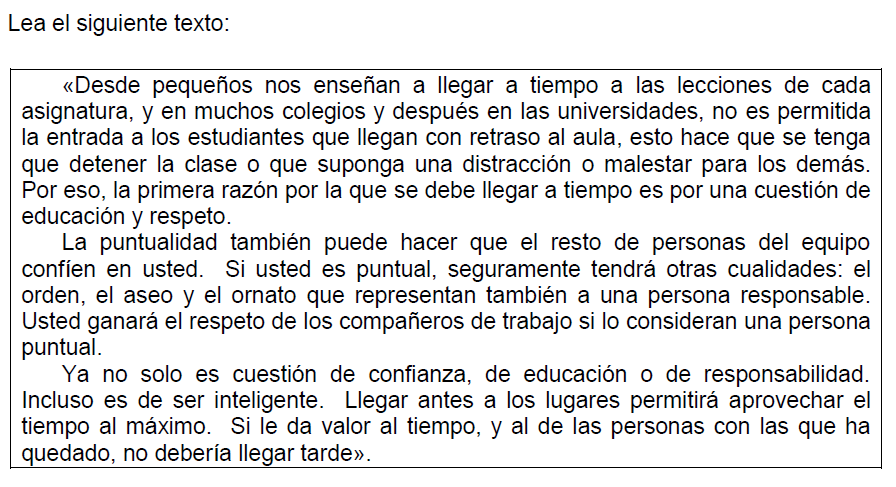 Lea el siguiente texto:
«Desde pequeños nos enseñan a llegar a tiempo a las lecciones de cada
asignatura, y en muchos colegios y después en las universidades, no es permitida
la entrada a los estudiantes que llegan con retraso al aula, esto hace que se tenga
que detener la clase o que suponga una distracción o malestar para los demás.
Por eso, la primera razón por la que se debe llegar a tiempo es por una cuestión de
educación y respeto.
La puntualidad también puede hacer que el resto de personas del equipo
confíen en usted.  Si usted es puntual, seguramente tendrá otras cualidades: el
orden, el aseo y el ornato que representan también a una persona responsable.
Usted ganará el respeto de los compañeros de trabajo si lo consideran una persona
puntual.
Ya no solo es cuestión de confianza, de educación o de responsabilidad.
Incluso es de ser inteligente.  Llegar antes a los lugares permitirá aprovechar el
tiempo al máximo.  Si le da valor al tiempo, y al de las personas con las que ha
quedado, no debería llegar tarde».